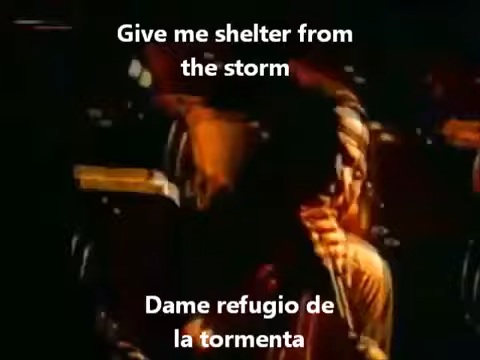 Give me shelter from
the storm
Dame refugio de
la tormenta